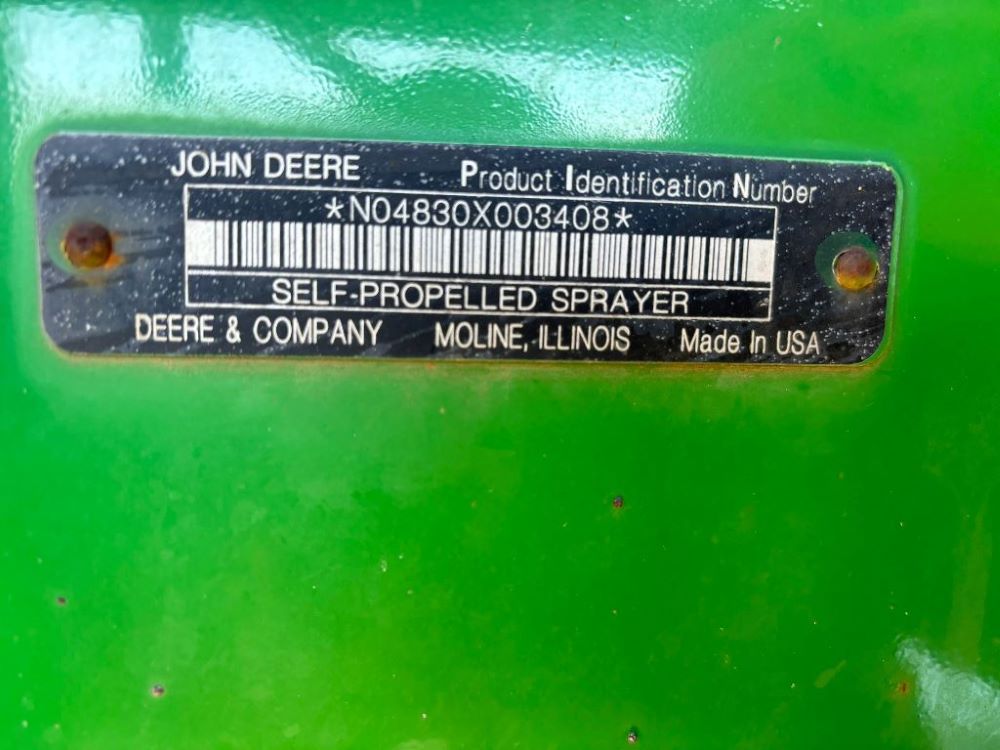 JOHN DEERE Product Identification Number
*N04830X003408*
SELF-PROPELLED SPRAYER
DEERE & COMPANY MOLINE, ILLINOIS Made in USA